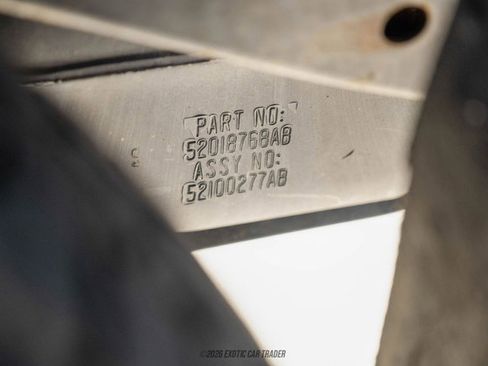 PART NO:
52018768AB
ASSY NO:
52100277AB
©2026 EXOTIC CAR TRADER